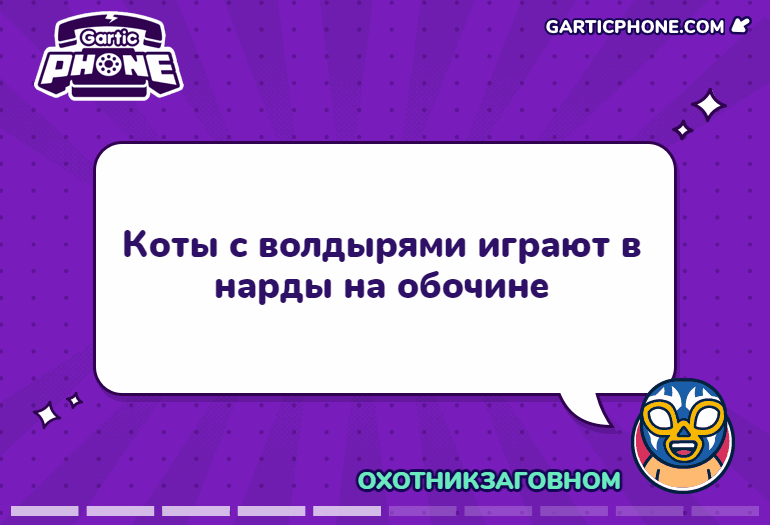 Gartic
PHONE
GARTICPHONE.COM
Коты с волдырями играют в
нарды на обочине
ОХОТНИКЗАГОВНОМ